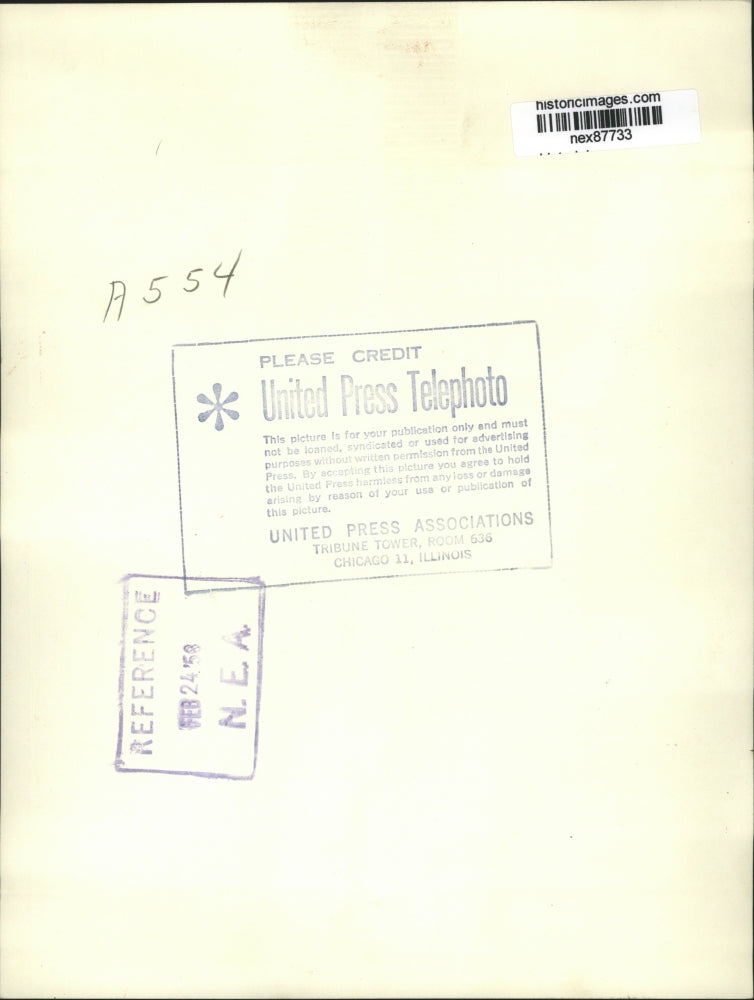 historicimages.com
nex87733
A 554
PLEASE CREDIT
United Press Telephoto
This picture is for your publication only and must
not be loaned, syndicated or used for advertising
purposes without written permission from the United
Press. By accepting this picture you agree to hold
the United Press harmless from any loss or damage
arising by reason of your use or publication of
this picture.
UNITED PRESS ASSOCIATIONS
TRIBUNE TOWER, ROOM 636
CHICAGO 11, ILLINOIS
REFERENCE
FEB 24 '58
N. E. A.